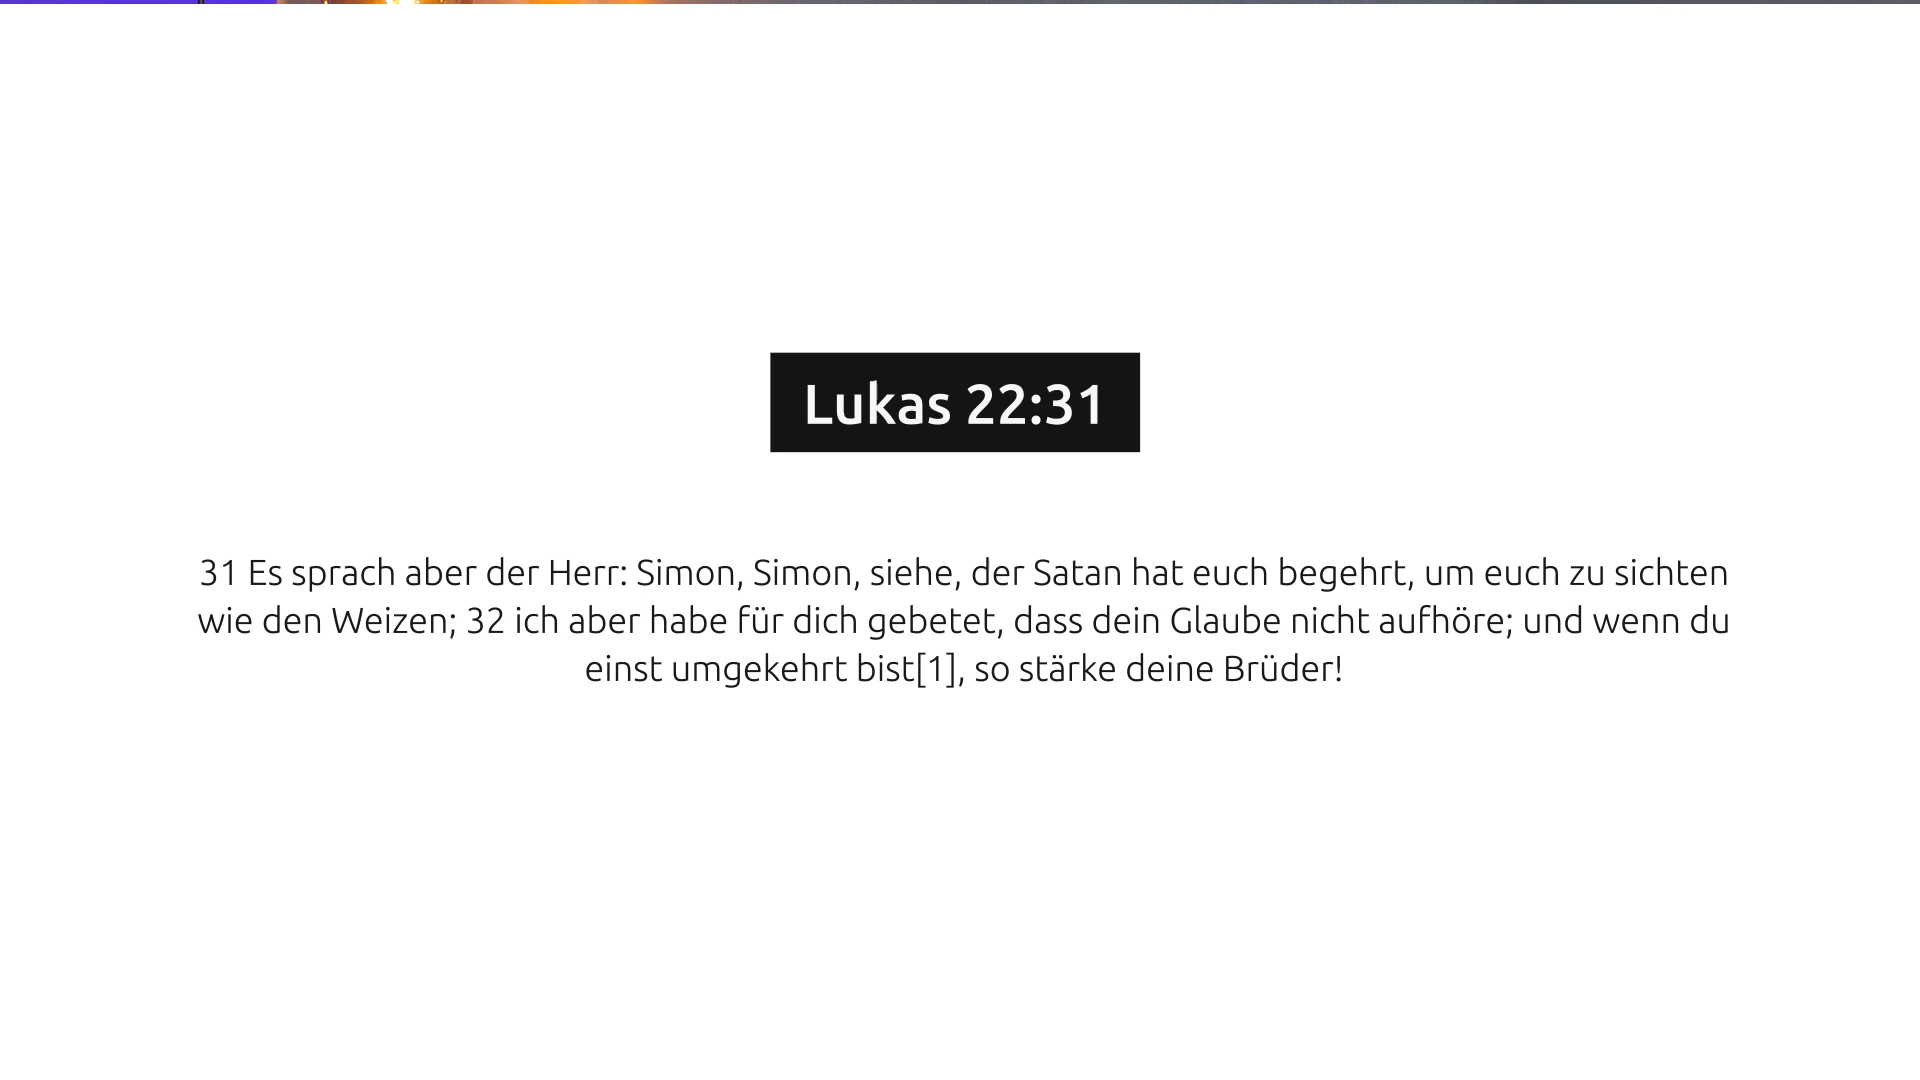 Lukas 22:31
31 Es sprach aber der Herr: Simon, Simon, siehe, der Satan hat euch begehrt, um euch zu sichten
wie den Weizen; 32 ich aber habe für dich gebetet, dass dein Glaube nicht aufhöre; und wenn du
einst umgekehrt bist[1], so stärke deine Brüder!